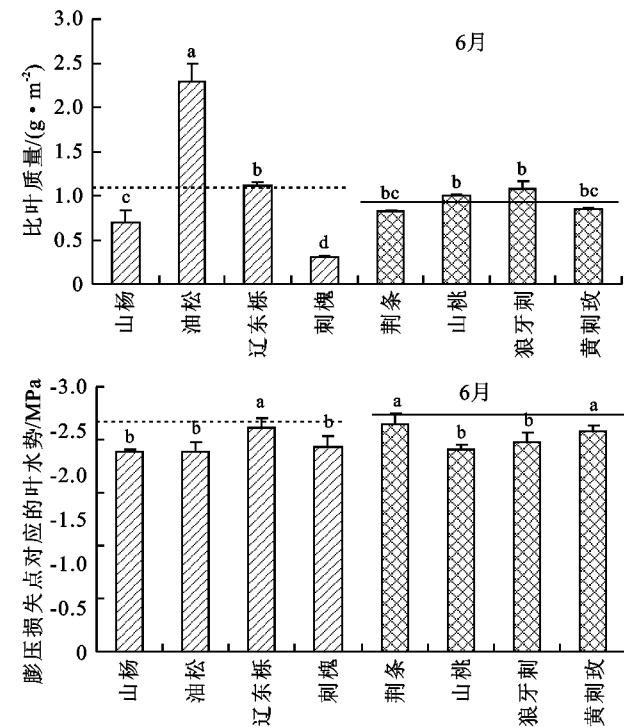 比叶质量/(g·m⁻²)
3.0
2.5
2.0
1.5
1.0
0.5
0
6月
c
a
b
d
bc
b
b
bc
山杨
油松
辽东栎
刺槐
荆条
山桃
狼牙刺
黄刺玫
膨压损失点对应的叶水势/MPa
-3.0
-2.5
-2.0
-1.5
-1.0
-0.5
0
6月
b
b
a
b
a
b
b
a
山杨
油松
辽东栎
刺槐
荆条
山桃
狼牙刺
黄刺玫